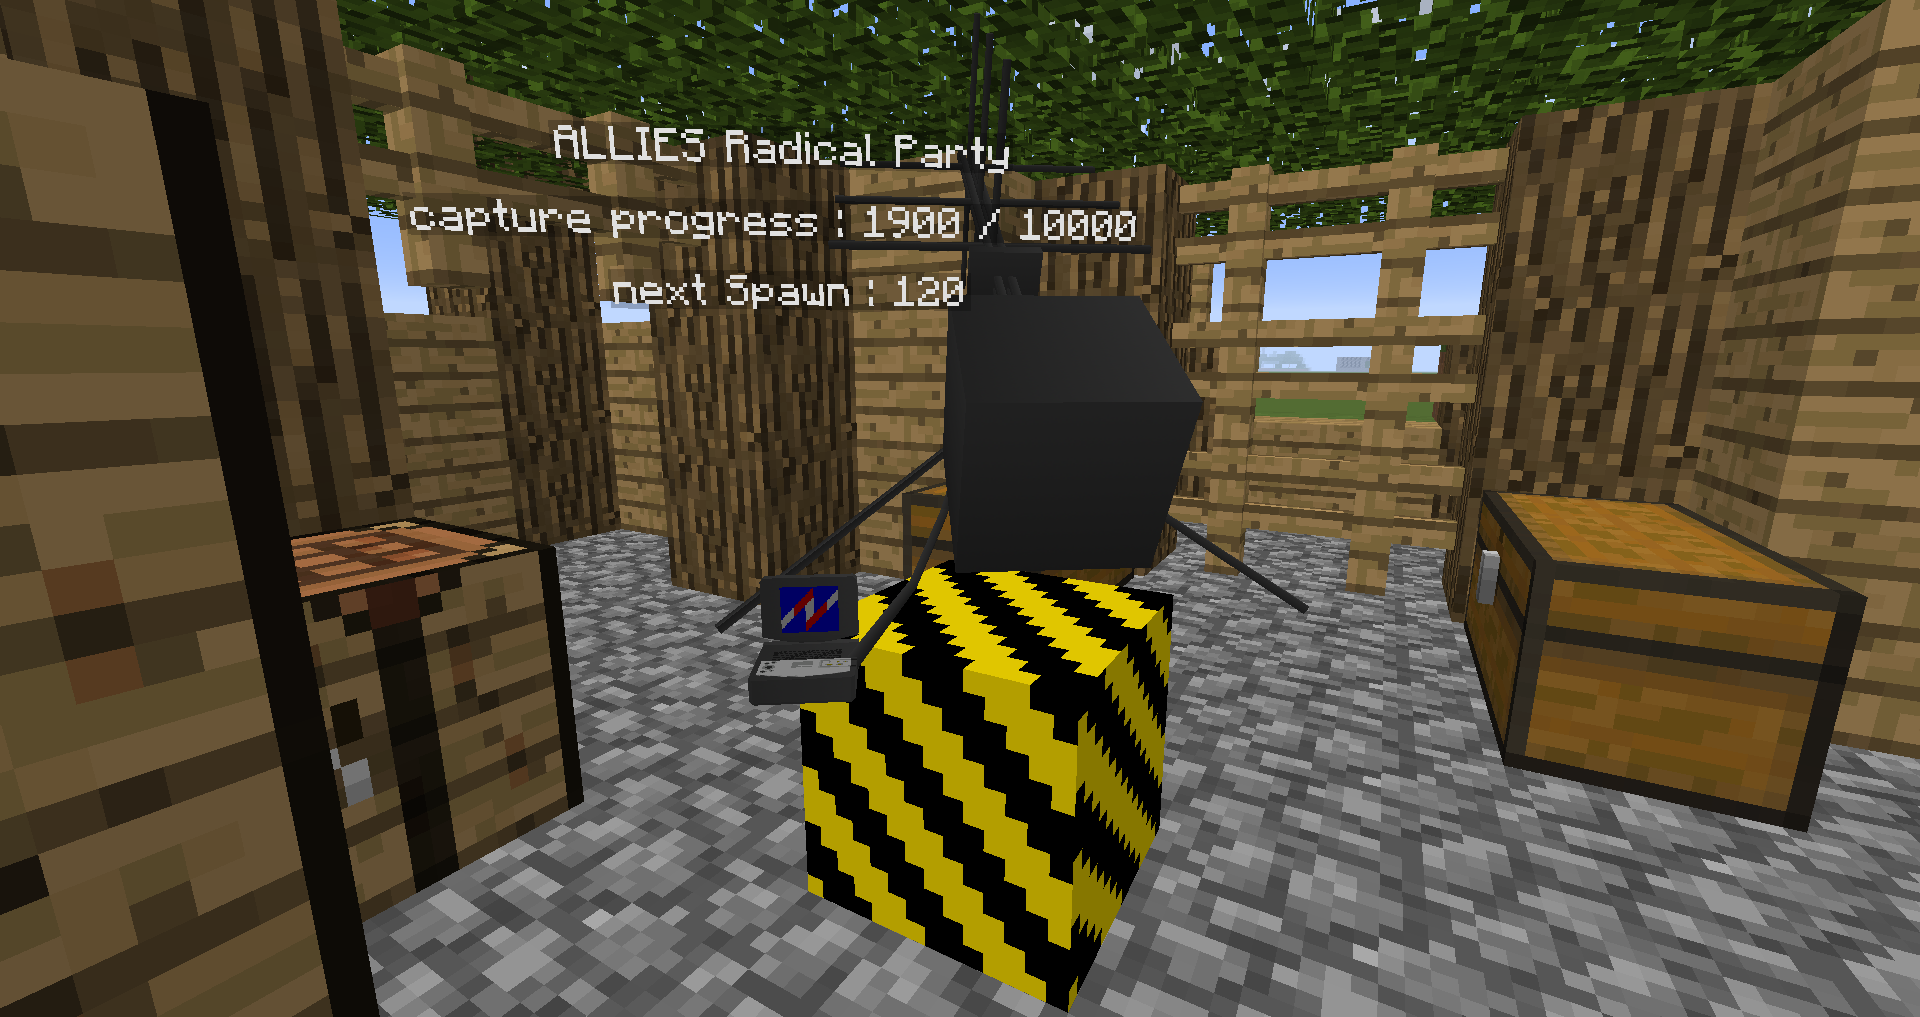 ALLIES Radical Party
capture progress : 1900 / 10000
next Spawn : 120